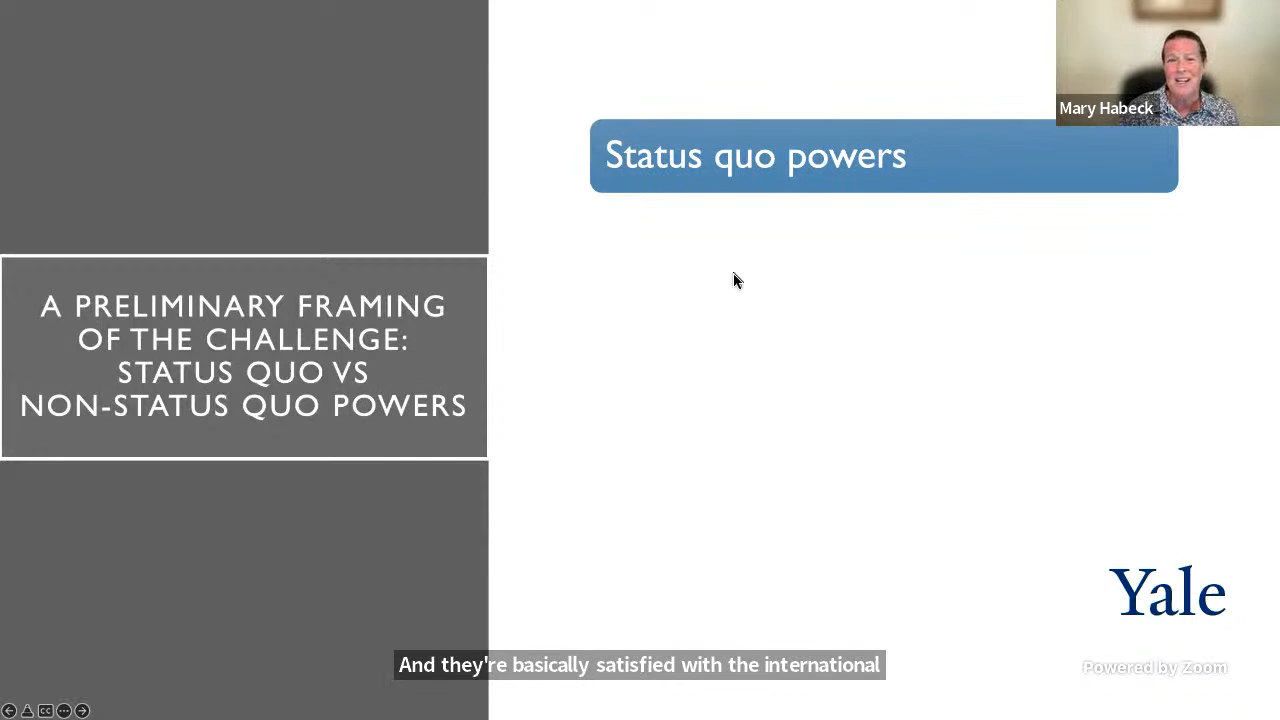 Mary Habeck
Status quo powers
A PRELIMINARY FRAMING
OF THE CHALLENGE:
STATUS QUO VS
NON-STATUS QUO POWERS
Yale
And they're basically satisfied with the international
Powered by Zoom
CC